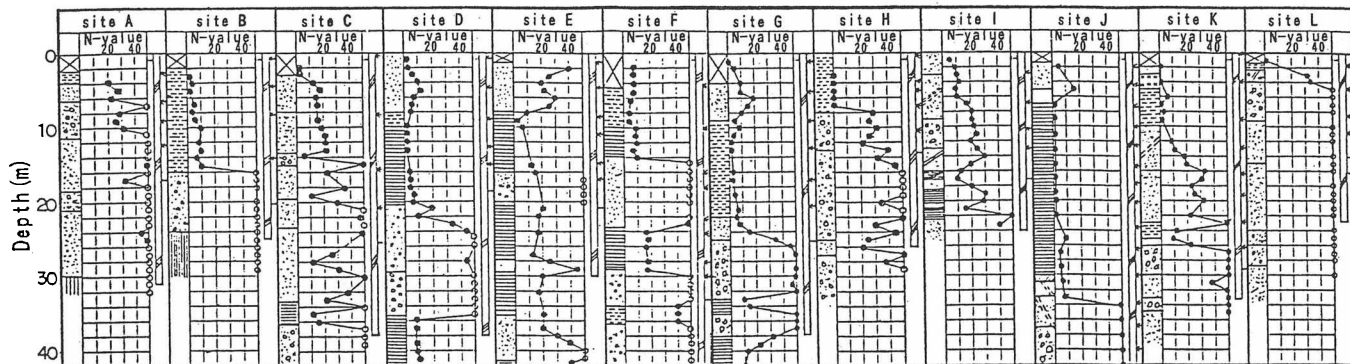 site A site B site C site D site E site F site G site H site I site J site K site L
N-value N-value N-value N-value N-value N-value N-value N-value N-value N-value N-value N-value
20 40 20 40 20 40 20 40 20 40 20 40 20 40 20 40 20 40 20 40 20 40 20 40
0
10
20
30
40
Depth (m)